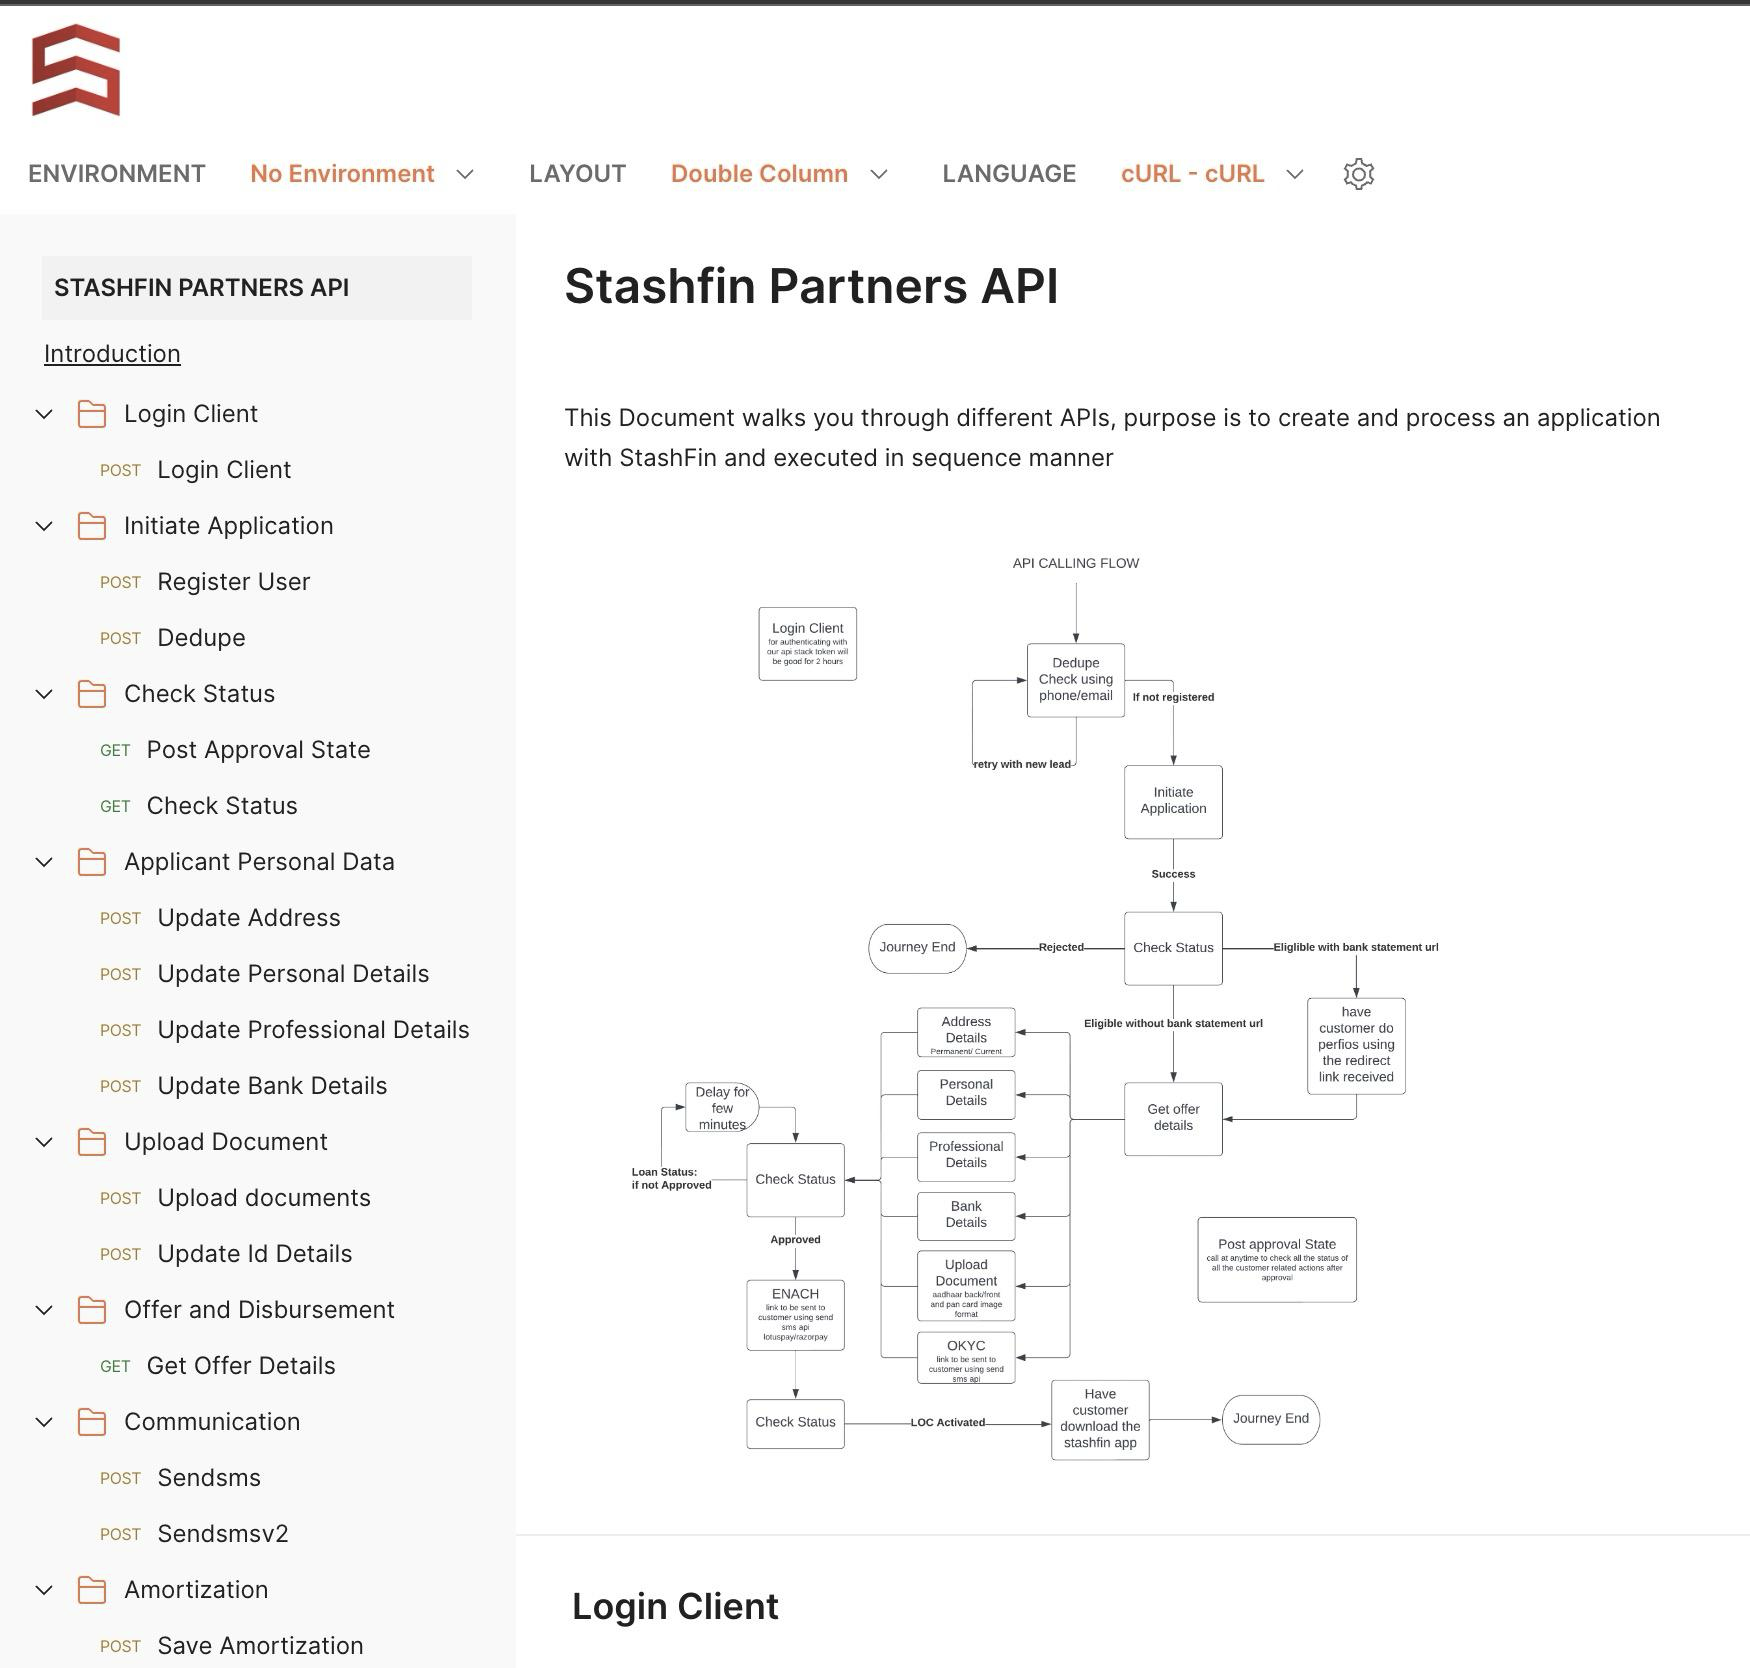 ENVIRONMENT No Environment LAYOUT Double Column LANGUAGE cURL - cURL
STASHFIN PARTNERS API
Introduction
Login Client
POST Login Client
Initiate Application
POST Register User
POST Dedupe
Check Status
GET Post Approval State
GET Check Status
Applicant Personal Data
POST Update Address
POST Update Personal Details
POST Update Professional Details
POST Update Bank Details
Upload Document
POST Upload documents
POST Update Id Details
Offer and Disbursement
GET Get Offer Details
Communication
POST Sendsms
POST Sendsmsv2
Amortization
POST Save Amortization
Stashfin Partners API
This Document walks you through different APIs, purpose is to create and process an application
with StashFin and executed in sequence manner
API CALLING FLOW
Login Client
for authenticating with
our api stack token will
be good for 2 hours
Dedupe
Check using
phone/email
If not registered
retry with new lead
Initiate
Application
Success
Journey End
Rejected
Check Status
Eliglible with bank statement url
Eligible without bank statement url
have
customer do
perfios using
the redirect
link received
Get offer
details
Address
Details
Permanent/ Current
Personal
Details
Professional
Details
Bank
Details
Upload
Document
aadhaar back/front
and pan card image
format
OKYC
link to be sent to
customer using send
sms api
Delay for
few
minutes
Loan Status:
if not Approved
Check Status
Approved
ENACH
link to be sent to
customer using send
sms api
lotuspay/razorpay
Post approval State
call at anytime to check all the status of
all the customer related actions after
approval
Check Status
LOC Activated
Have
customer
download the
stashfin app
Journey End
Login Client